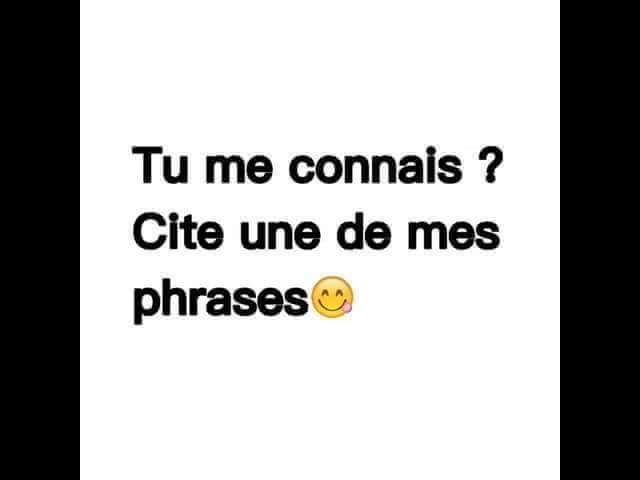 Tu me connais ?
Cite une de mes
phrases😋